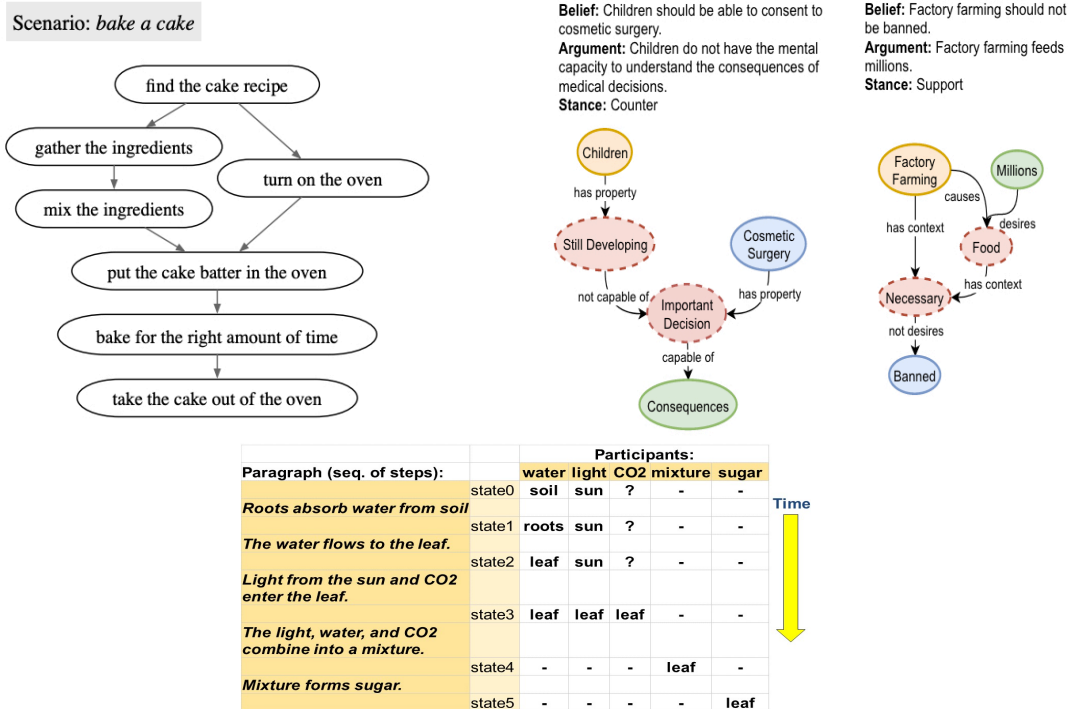 Scenario: bake a cake
find the cake recipe
gather the ingredients
turn on the oven
mix the ingredients
put the cake batter in the oven
bake for the right amount of time
take the cake out of the oven
Belief: Children should be able to consent to
cosmetic surgery.
Argument: Children do not have the mental
capacity to understand the consequences of
medical decisions.
Stance: Counter
Children
has property
Still Developing
Cosmetic
Surgery
not capable of
has property
Important
Decision
capable of
Consequences
Belief: Factory farming should not
be banned.
Argument: Factory farming feeds
millions.
Stance: Support
Factory
Farming
Millions
causes
desires
has context
Food
has context
Necessary
not desires
Banned
Participants:
Paragraph (seq. of steps): water light CO2 mixture sugar
state0 soil sun ? - -
Roots absorb water from soil
state1 roots sun ? - -
The water flows to the leaf.
state2 leaf sun ? - -
Light from the sun and CO2
enter the leaf.
state3 leaf leaf leaf - -
The light, water, and CO2
combine into a mixture.
state4 - - - leaf -
Mixture forms sugar.
state5 - - - - leaf
Time